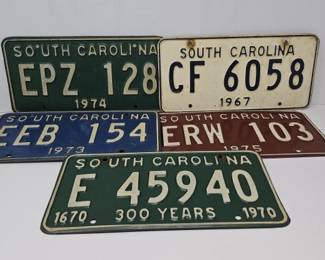 SOUTH CAROLINA
EPZ 128
1974
SOUTH CAROLINA
CF 6058
1967
SOUTH CAROLINA
EEB 154
1973
SOUTH CAROLINA
ERW 103
1975
SOUTH CAROLINA
E 45940
1670 300 YEARS 1970